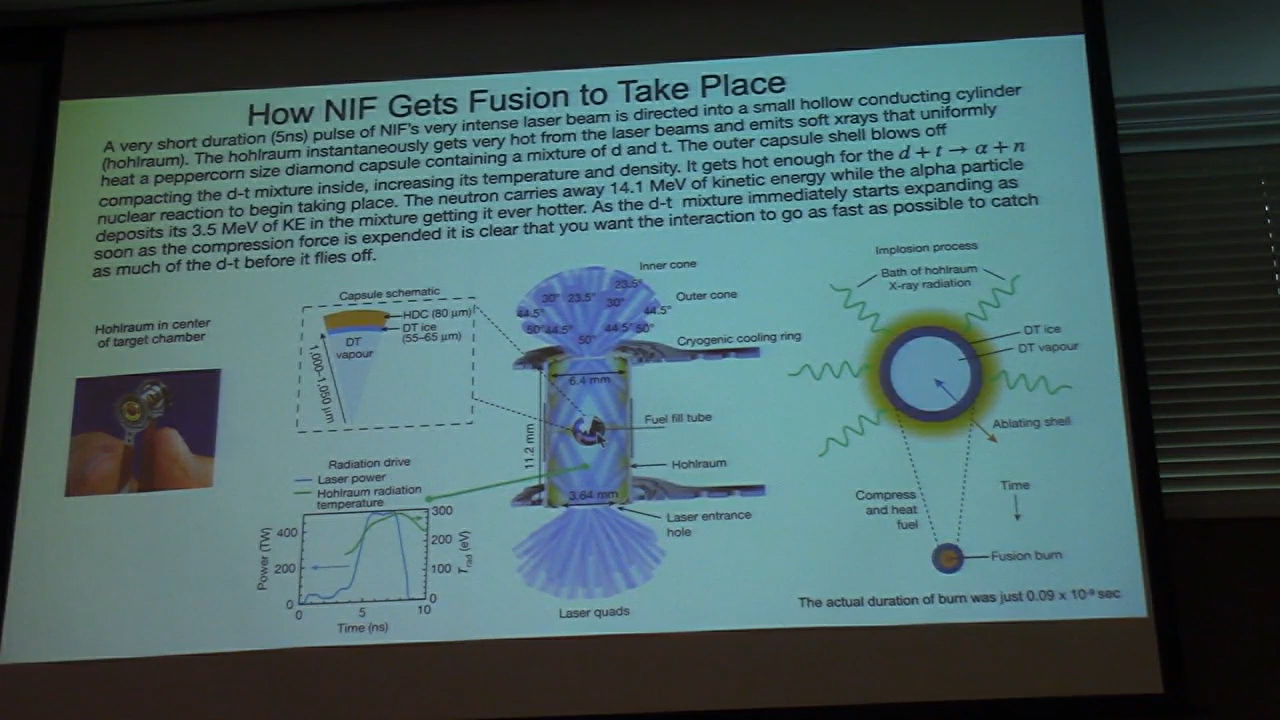 How NIF Gets Fusion to Take Place
A very short duration (5ns) pulse of NIF's very intense laser beam is directed into a small hollow conducting cylinder
(hohlraum). The hohlraum instantaneously gets very hot from the laser beams and emits soft xrays that uniformly
heat a peppercorn size diamond capsule containing a mixture of d and t. The outer capsule shell blows off
compacting the d-t mixture inside, increasing its temperature and density. It gets hot enough for the d + t → α + n
nuclear reaction to begin taking place. The neutron carries away 14.1 MeV of kinetic energy while the alpha particle
deposits its 3.5 MeV of KE in the mixture getting it ever hotter. As the d-t mixture immediately starts expanding as
soon as the compression force is expended it is clear that you want the interaction to go as fast as possible to catch
as much of the d-t before it flies off.
Hohlraum in center
of target chamber
Capsule schematic
HDC (80 μm)
DT ice
(55–65 μm)
DT
vapour
1,000–1,050 μm
Radiation drive
Laser power
Hohlraum radiation
temperature
Power (TW)
400
200
0
300
200
100
0
T rad (eV)
0
5
10
Time (ns)
Inner cone
23.5°
30° 23.5°
30°
Outer cone
44.5°
44.5°
50° 44.5°
44.5° 50°
50°
Cryogenic cooling ring
6.4 mm
Fuel fill tube
11.2 mm
Hohlraum
3.64 mm
Laser entrance
hole
Laser quads
Implosion process
Bath of hohlraum
X-ray radiation
DT ice
DT vapour
Ablating shell
Compress
and heat
fuel
Time
Fusion burn
The actual duration of burn was just 0.09 x 10⁻⁹ sec